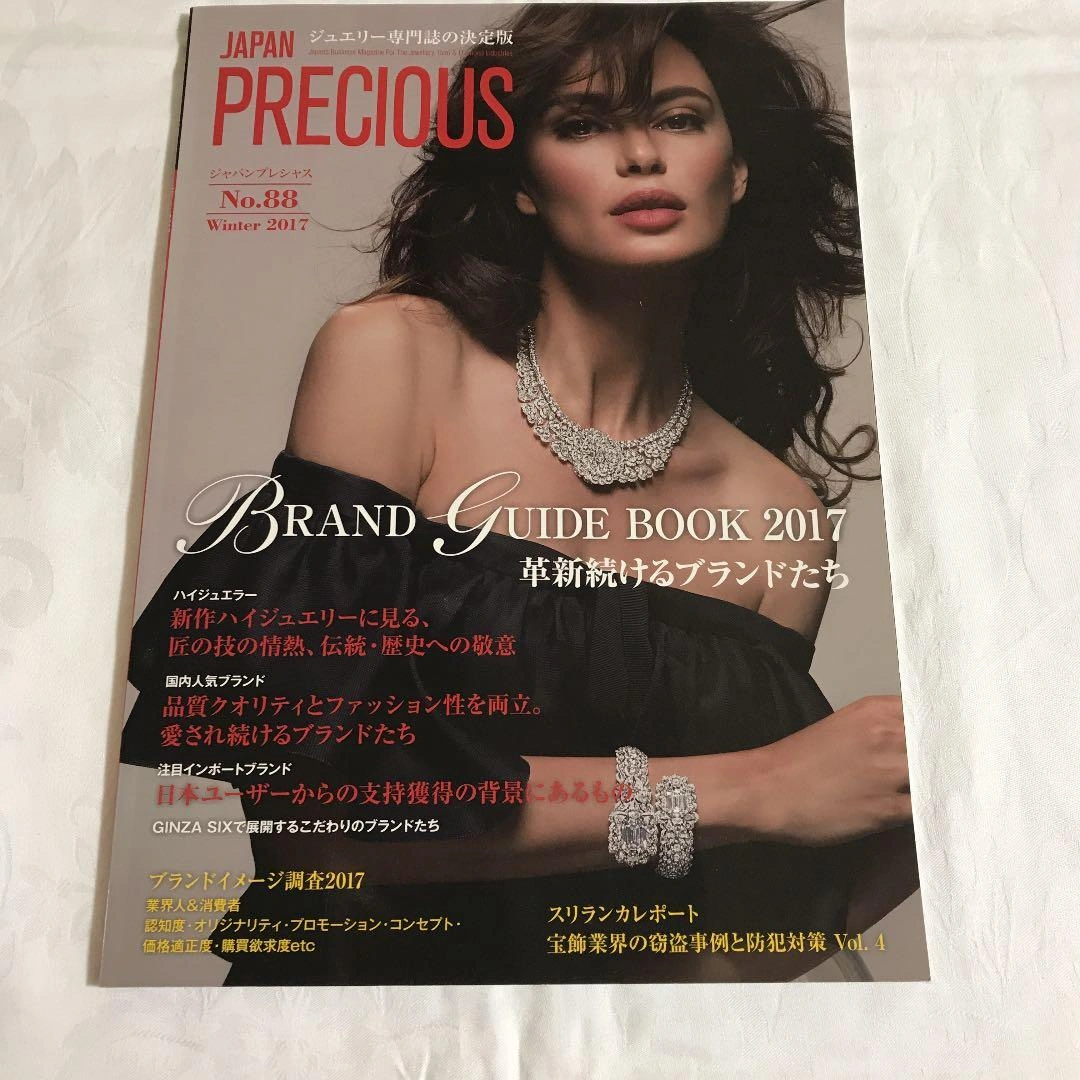 JAPAN
ジュエリー専門誌の決定版
Japan's Business Magazine For The Jewellery, Gem & Diamond Industries
PRECIOUS
ジャパンプレシャス
No.88
Winter 2017
BRAND GUIDE BOOK 2017
革新続けるブランドたち
ハイジュエラー
新作ハイジュエリーに見る、
匠の技の情熱、伝統・歴史への敬意
国内人気ブランド
品質クオリティとファッション性を両立。
愛され続けるブランドたち
注目インポートブランド
日本ユーザーからの支持獲得の背景にあるもの
GINZA SIXで展開するこだわりのブランドたち
ブランドイメージ調査2017
業界人&消費者
認知度・オリジナリティ・プロモーション・コンセプト・
価格適正度・購買欲求度etc
スリランカレポート
宝飾業界の窃盗事例と防犯対策 Vol. 4